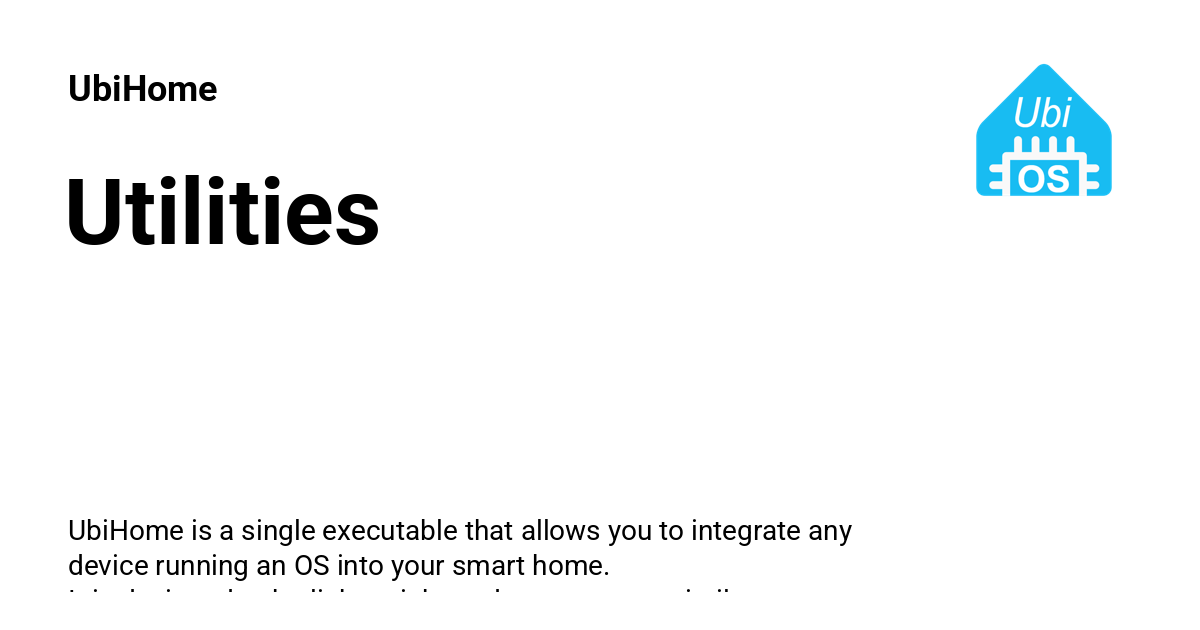 UbiHome
Ubi
OS
Utilities
UbiHome is a single executable that allows you to integrate any
device running an OS into your smart home.